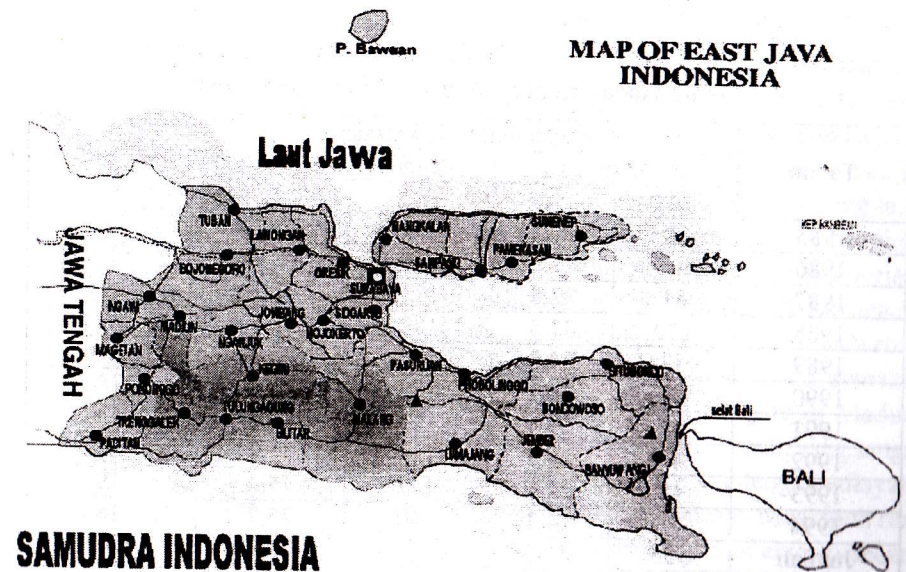 P. Bawean
MAP OF EAST JAVA
INDONESIA
Laut Jawa
JAWA TENGAH
TUBAN
LAMONGAN
BOJONEGORO
GRESIK
SURABAYA
BANGKALAN
SAMPANG
PAMEKASAN
SUMENEP
NGAWI
MADIUN
MAGETAN
NGANJUK
JOMBANG
MOJOKERTO
SIDOARJO
KEDIRI
PASURUAN
PROBOLINGGO
SITUBONDO
PONOROGO
TRENGGALEK
TULUNGAGUNG
BLITAR
MALANG
BONDOWOSO
PACITAN
LUMAJANG
JEMBER
BANYUWANGI
selat Bali
BALI
SAMUDRA INDONESIA